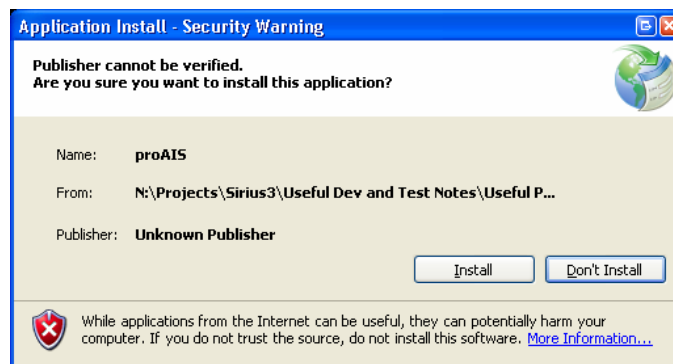 Application Install - Security Warning
Publisher cannot be verified.
Are you sure you want to install this application?
Name: proAIS
From: N:\Projects\Sirius3\Useful Dev and Test Notes\Useful P...
Publisher: Unknown Publisher
Install Don't Install
While applications from the Internet can be useful, they can potentially harm your
computer. If you do not trust the source, do not install this software. More Information...